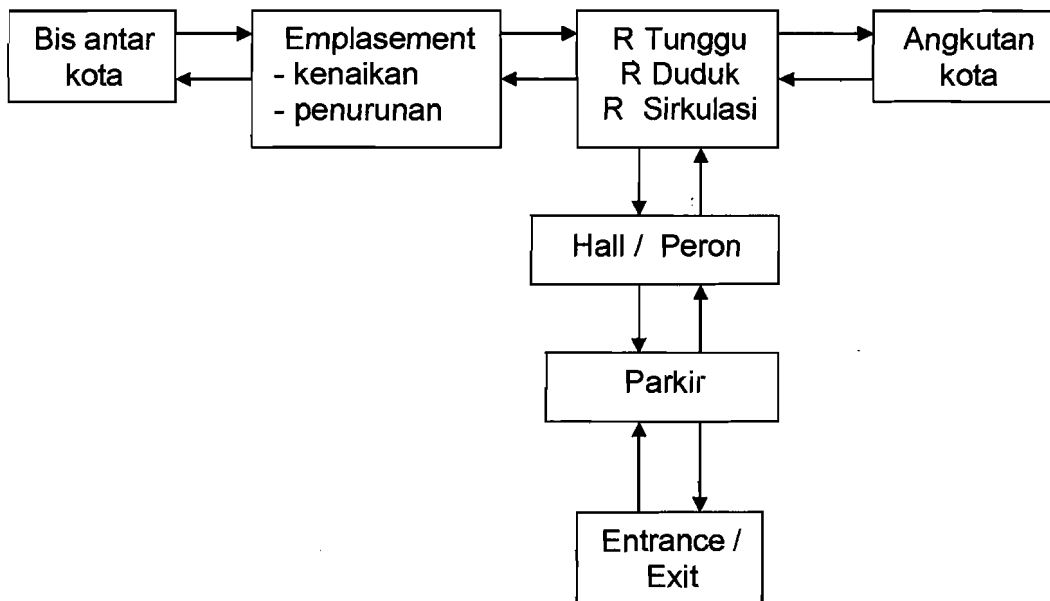 Bis antar
kota
Emplasement
- kenaikan
- penurunan
R Tunggu
R Duduk
R Sirkulasi
Angkutan
kota
Hall / Peron
Parkir
Entrance /
Exit